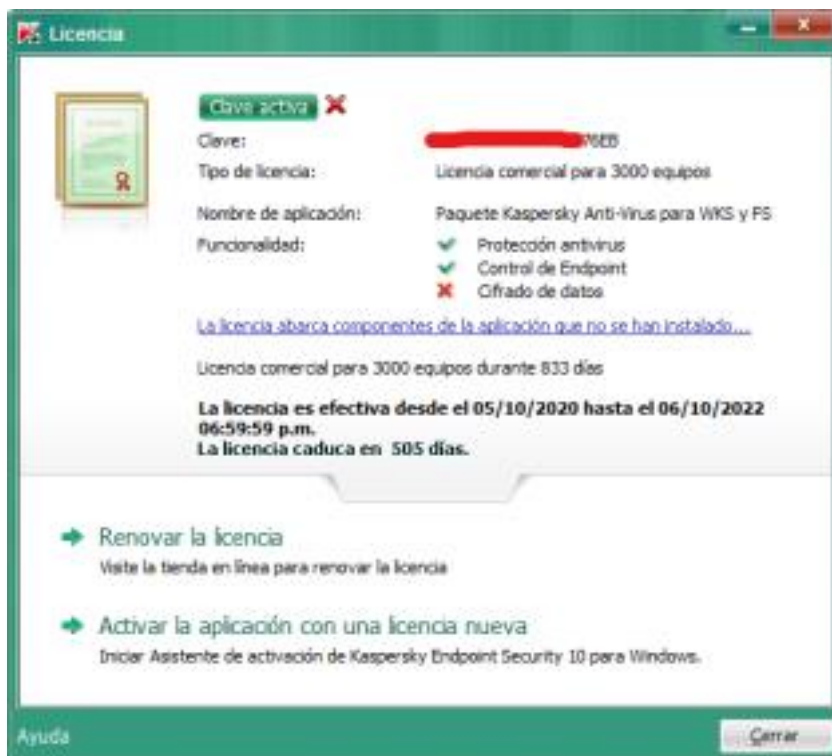 Licencia
Clave activa
Clave: 76EB
Tipo de licencia: Licencia comercial para 3000 equipos
Nombre de aplicación: Paquete Kaspersky Anti-Virus para WKS y FS
Funcionalidad: Protección antivirus
Control de Endpoint
Cifrado de datos
La licencia abarca componentes de la aplicación que no se han instalado...
Licencia comercial para 3000 equipos durante 833 días
La licencia es efectiva desde el 05/10/2020 hasta el 06/10/2022
06:59:59 p.m.
La licencia caduca en 505 días.
Renovar la licencia
Visite la tienda en línea para renovar la licencia
Activar la aplicación con una licencia nueva
Iniciar Asistente de activación de Kaspersky Endpoint Security 10 para Windows.
Ayuda
Cerrar